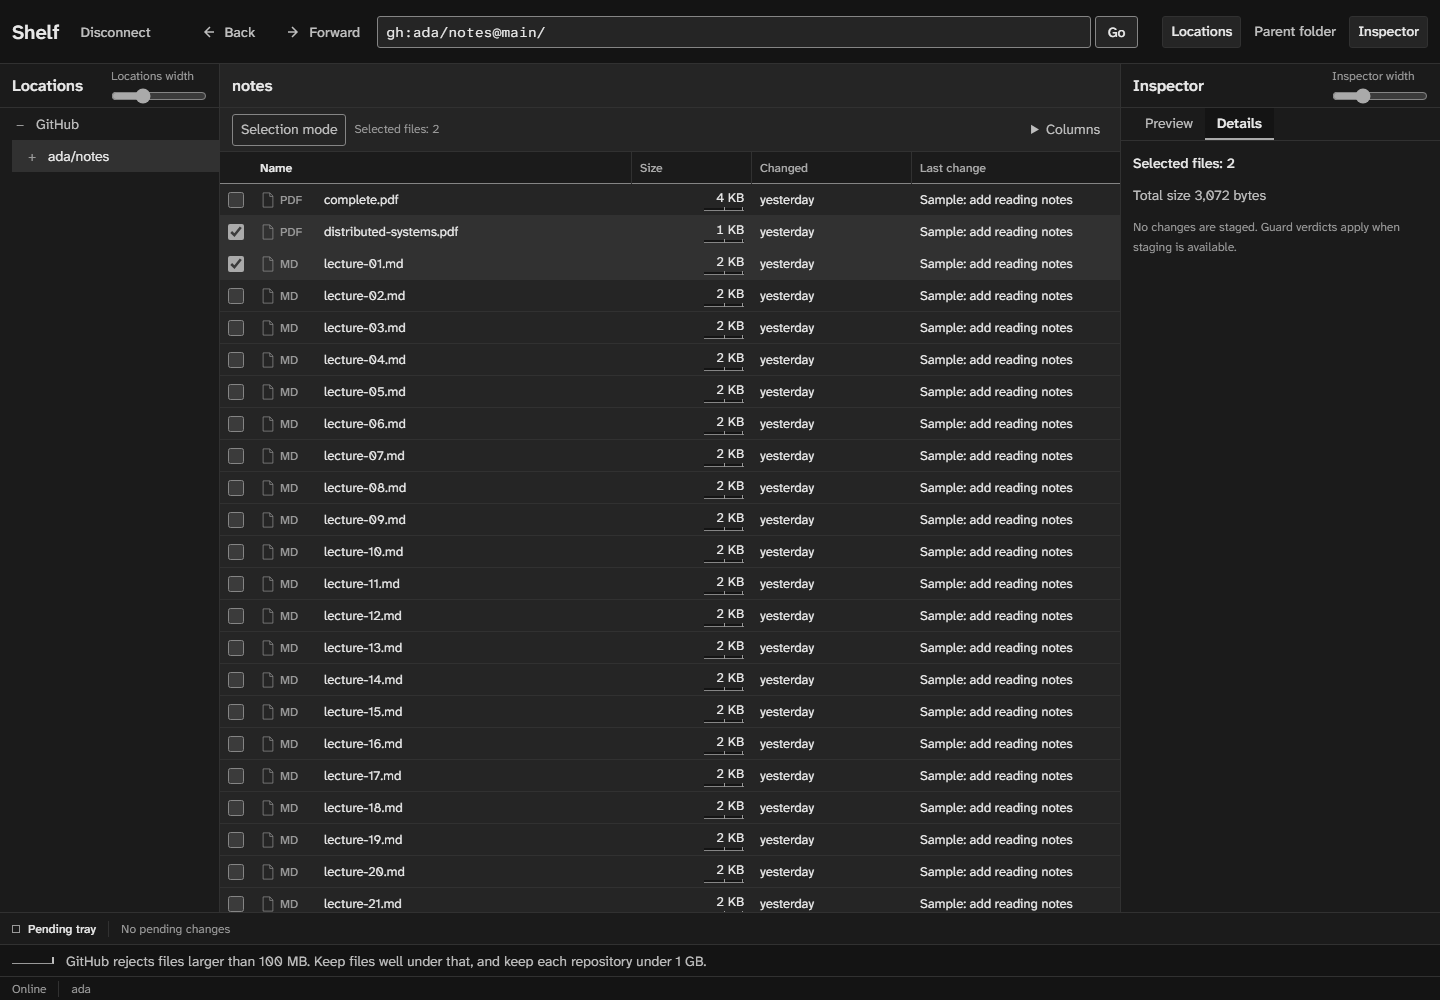 Shelf Disconnect ← Back → Forward gh:ada/notes@main/ Go Locations Parent folder Inspector
Locations Locations width
– GitHub
+ ada/notes
notes
Selection mode Selected files: 2 ▶ Columns
Name Size Changed Last change
PDF complete.pdf 4 KB yesterday Sample: add reading notes
PDF distributed-systems.pdf 1 KB yesterday Sample: add reading notes
MD lecture-01.md 2 KB yesterday Sample: add reading notes
MD lecture-02.md 2 KB yesterday Sample: add reading notes
MD lecture-03.md 2 KB yesterday Sample: add reading notes
MD lecture-04.md 2 KB yesterday Sample: add reading notes
MD lecture-05.md 2 KB yesterday Sample: add reading notes
MD lecture-06.md 2 KB yesterday Sample: add reading notes
MD lecture-07.md 2 KB yesterday Sample: add reading notes
MD lecture-08.md 2 KB yesterday Sample: add reading notes
MD lecture-09.md 2 KB yesterday Sample: add reading notes
MD lecture-10.md 2 KB yesterday Sample: add reading notes
MD lecture-11.md 2 KB yesterday Sample: add reading notes
MD lecture-12.md 2 KB yesterday Sample: add reading notes
MD lecture-13.md 2 KB yesterday Sample: add reading notes
MD lecture-14.md 2 KB yesterday Sample: add reading notes
MD lecture-15.md 2 KB yesterday Sample: add reading notes
MD lecture-16.md 2 KB yesterday Sample: add reading notes
MD lecture-17.md 2 KB yesterday Sample: add reading notes
MD lecture-18.md 2 KB yesterday Sample: add reading notes
MD lecture-19.md 2 KB yesterday Sample: add reading notes
MD lecture-20.md 2 KB yesterday Sample: add reading notes
MD lecture-21.md 2 KB yesterday Sample: add reading notes
Inspector Inspector width
Preview Details
Selected files: 2
Total size 3,072 bytes
No changes are staged. Guard verdicts apply when
staging is available.
Pending tray No pending changes
GitHub rejects files larger than 100 MB. Keep files well under that, and keep each repository under 1 GB.
Online ada